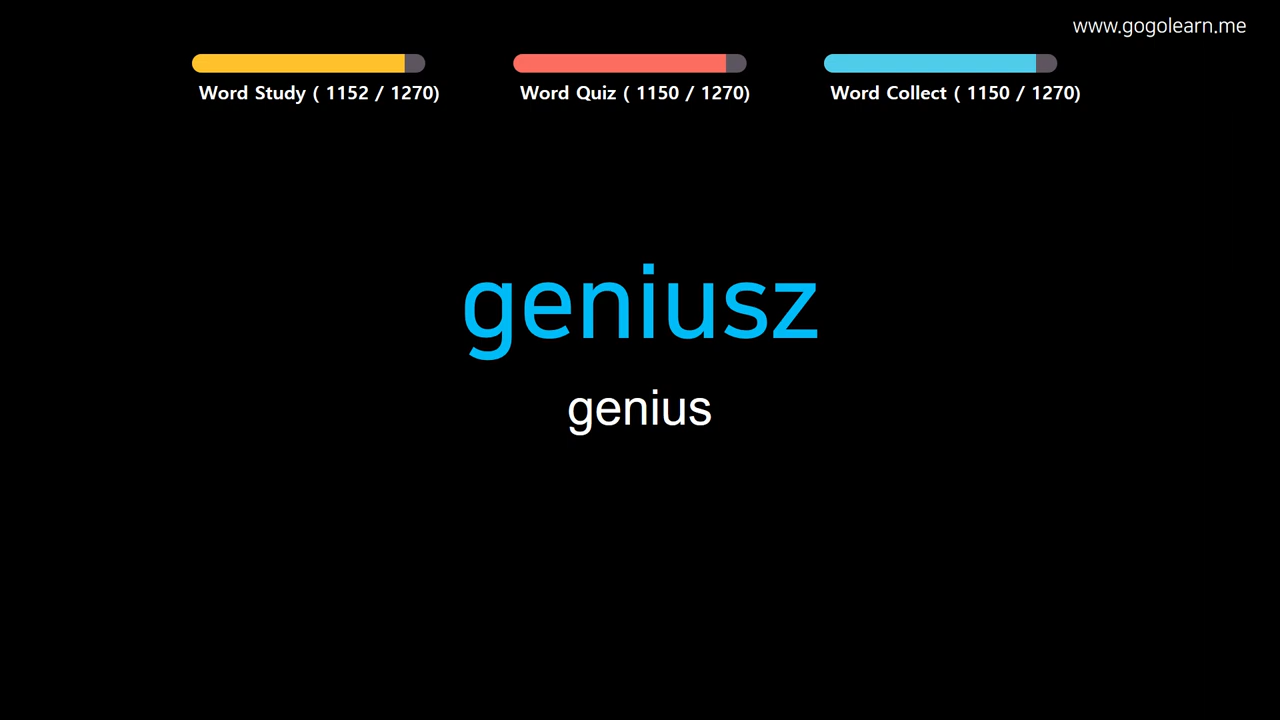 www.gogolearn.me
Word Study ( 1152 / 1270)
Word Quiz ( 1150 / 1270)
Word Collect ( 1150 / 1270)
geniusz
genius